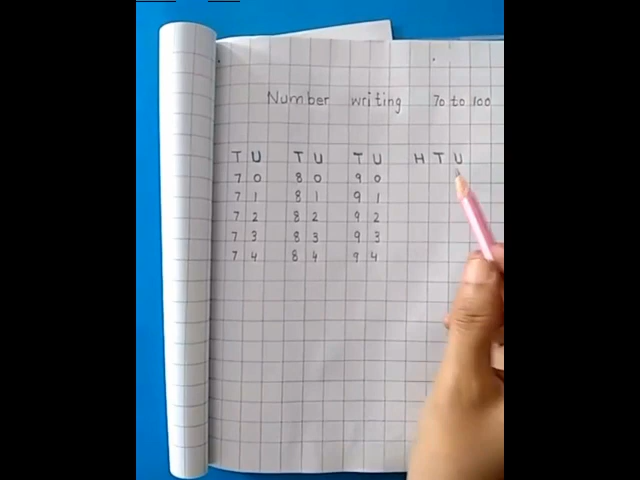 Number writing 70 to 100
T U T U T U H T U
7 0 8 0 9 0
7 1 8 1 9 1
7 2 8 2 9 2
7 3 8 3 9 3
7 4 8 4 9 4